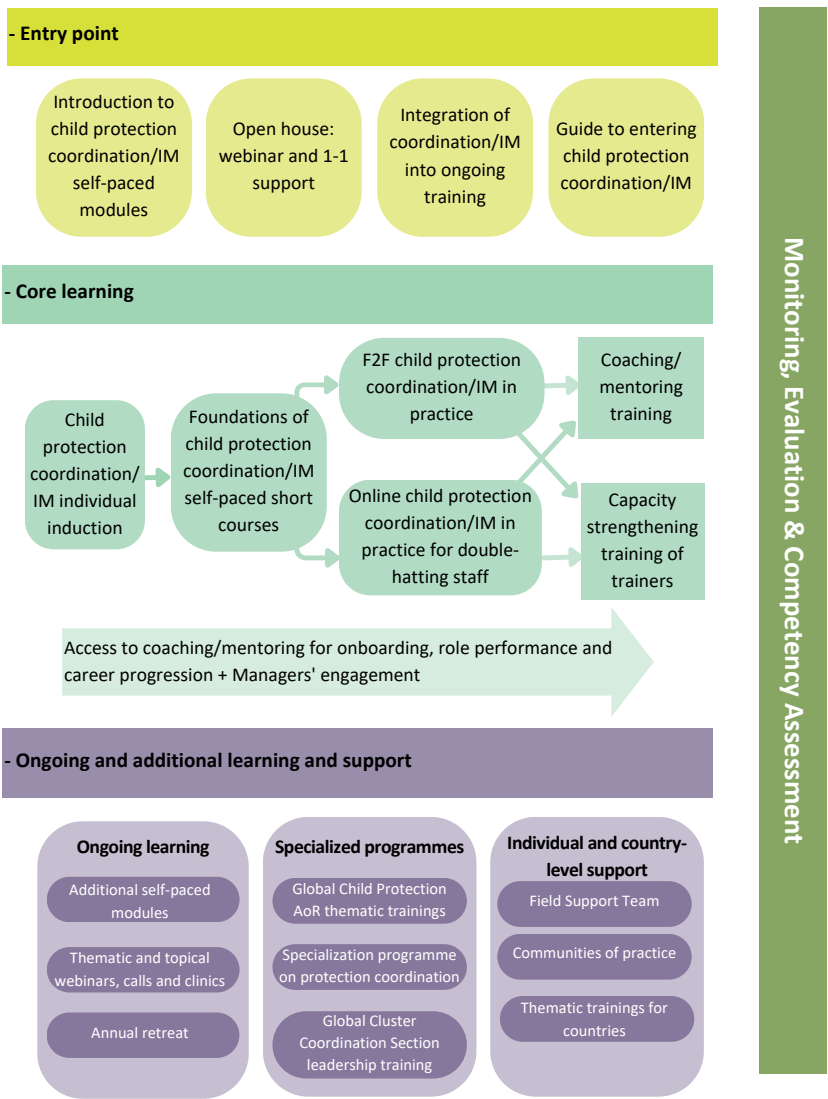 - Entry point
Introduction to
child protection
coordination/IM
self-paced
modules
Open house:
webinar and 1-1
support
Integration of
coordination/IM
into ongoing
training
Guide to entering
child protection
coordination/IM
- Core learning
Child
protection
coordination/
IM individual
induction
Foundations of
child protection
coordination/IM
self-paced short
courses
F2F child protection
coordination/IM in
practice
Online child protection
coordination/IM in
practice for double-
hatting staff
Coaching/
mentoring
training
Capacity
strengthening
training of
trainers
Access to coaching/mentoring for onboarding, role performance and
career progression + Managers' engagement
- Ongoing and additional learning and support
Ongoing learning
Additional self-paced
modules
Thematic and topical
webinars, calls and clinics
Annual retreat
Specialized programmes
Global Child Protection
AoR thematic trainings
Specialization programme
on protection coordination
Global Cluster
Coordination Section
leadership training
Individual and country-
level support
Field Support Team
Communities of practice
Thematic trainings for
countries
Monitoring, Evaluation & Competency Assessment